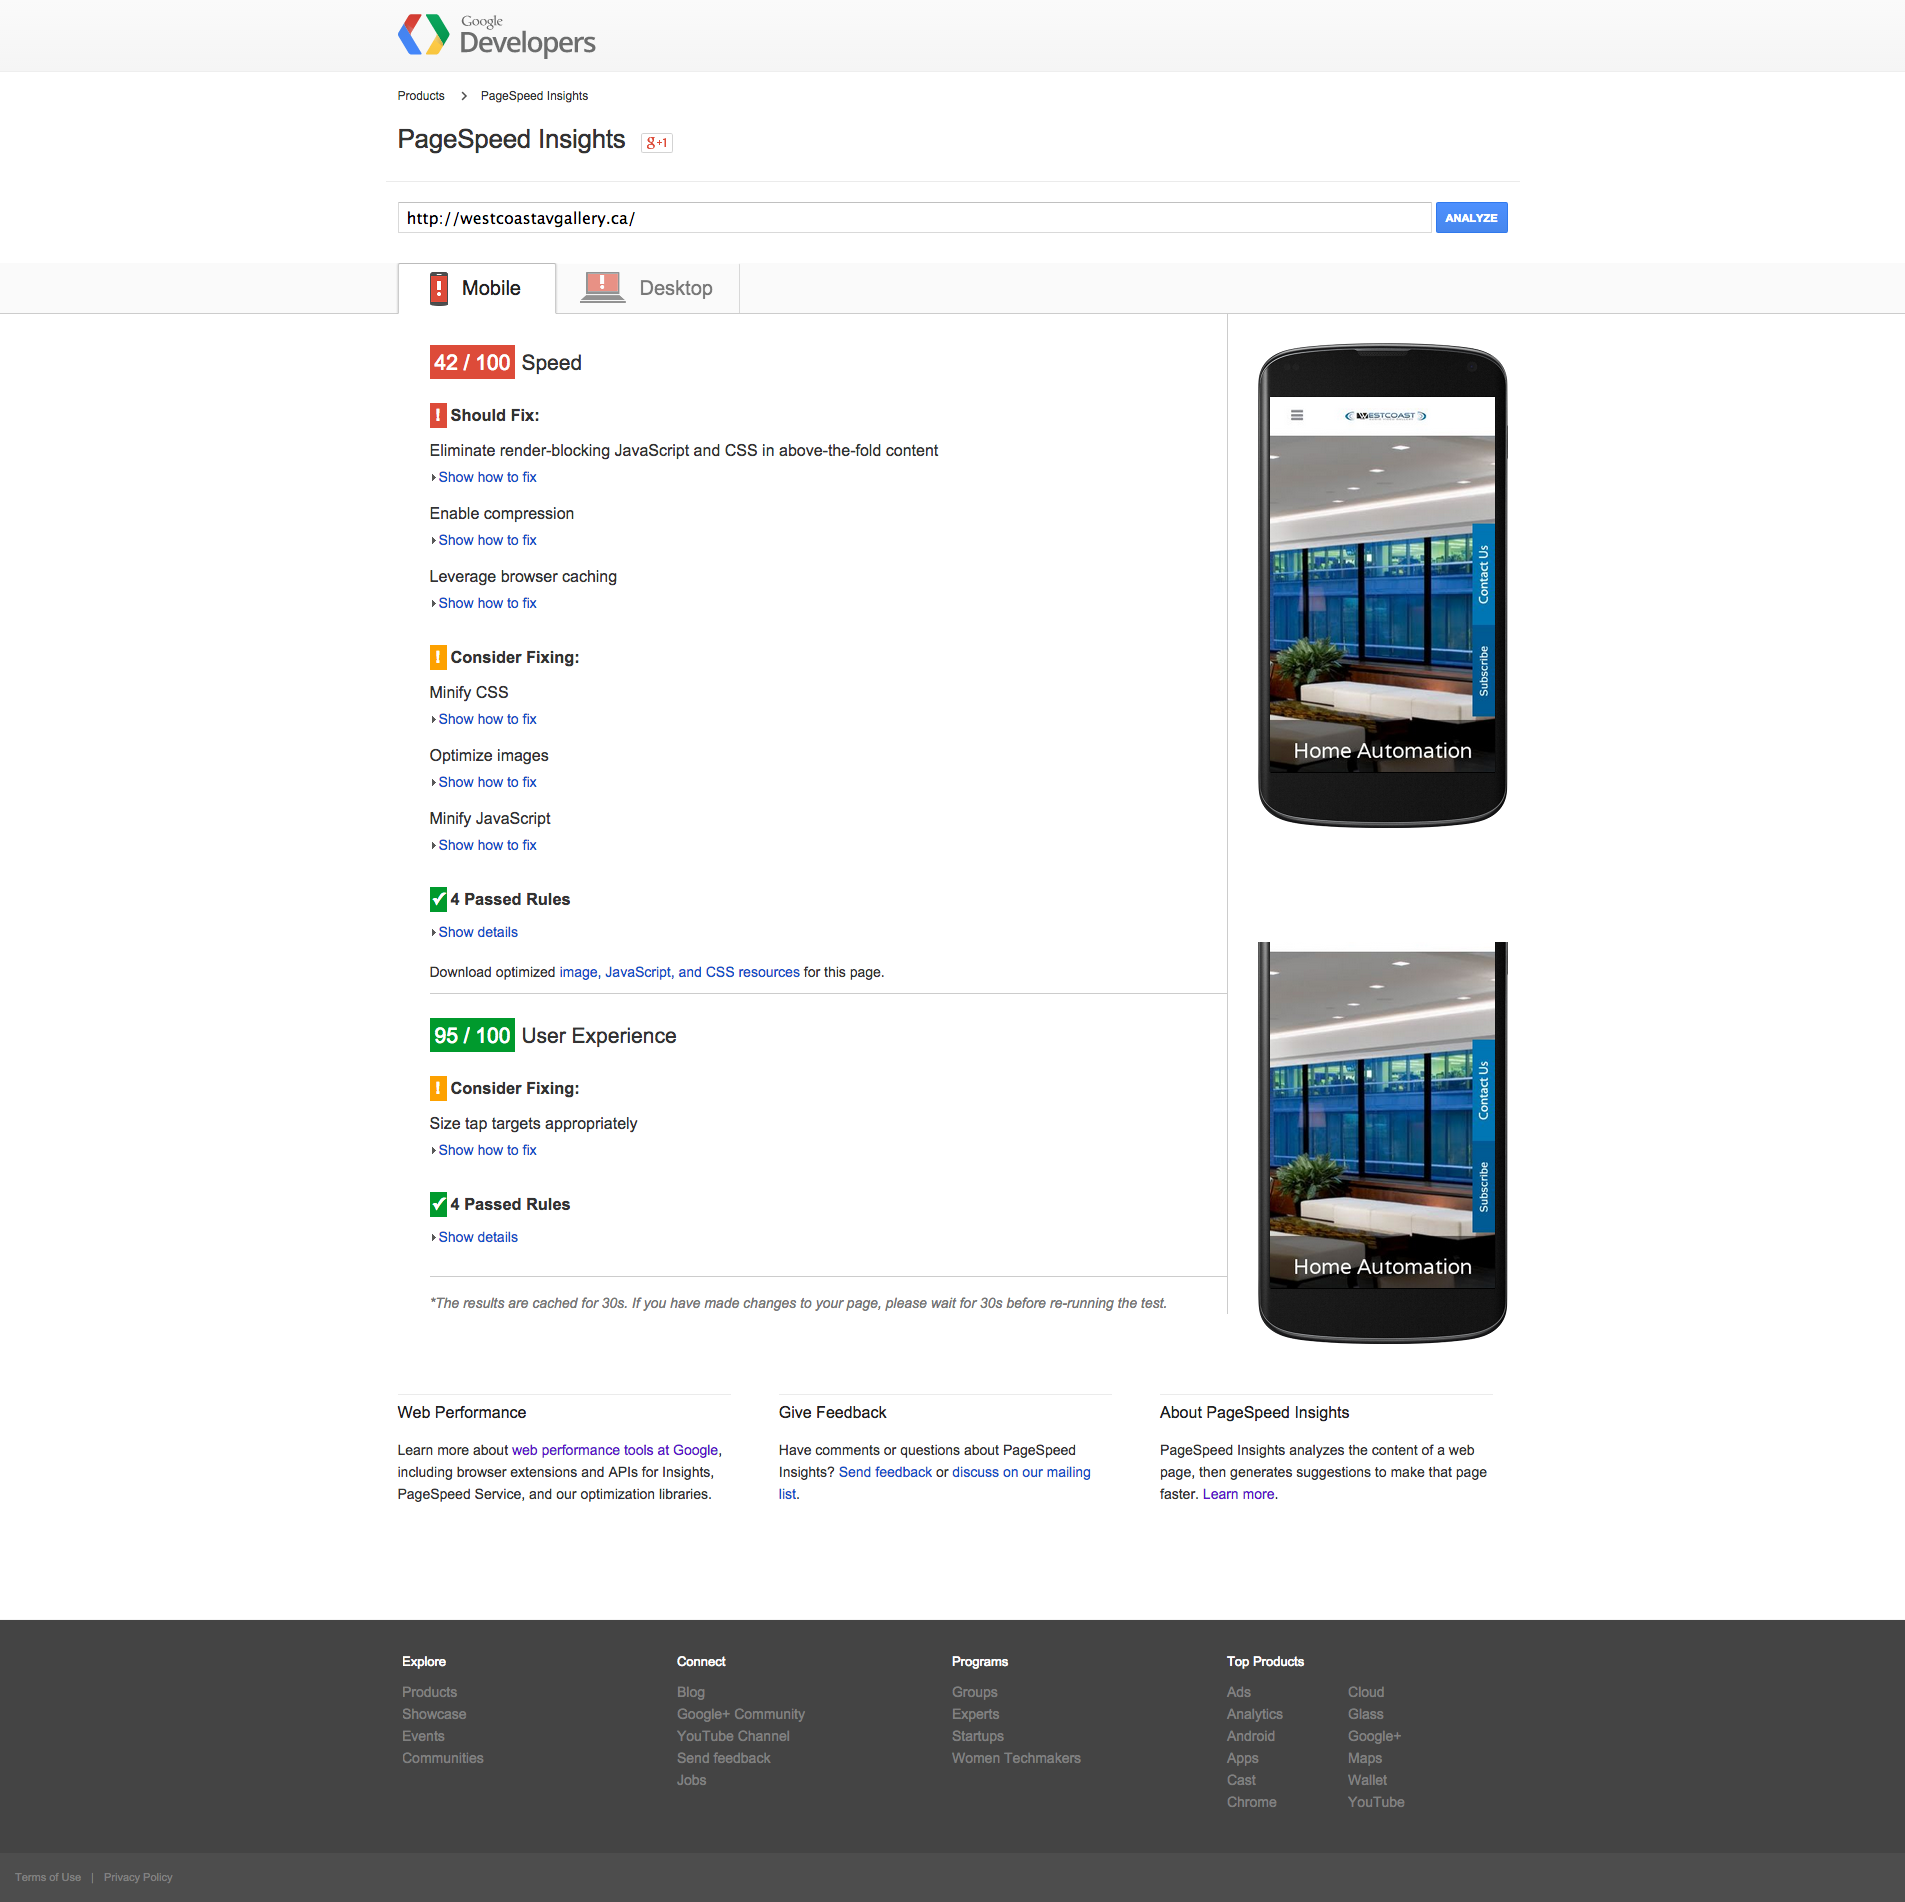 Google
Developers
Products > PageSpeed Insights
PageSpeed Insights g+1
http://westcoastavgallery.ca/ ANALYZE
Mobile Desktop
42 / 100 Speed
! Should Fix:
Eliminate render-blocking JavaScript and CSS in above-the-fold content
Show how to fix
Enable compression
Show how to fix
Leverage browser caching
Show how to fix
! Consider Fixing:
Minify CSS
Show how to fix
Optimize images
Show how to fix
Minify JavaScript
Show how to fix
4 Passed Rules
Show details
Download optimized image, JavaScript, and CSS resources for this page.
WESTCOAST
Contact Us
Subscribe
Home Automation
95 / 100 User Experience
! Consider Fixing:
Size tap targets appropriately
Show how to fix
4 Passed Rules
Show details
*The results are cached for 30s. If you have made changes to your page, please wait for 30s before re-running the test.
Contact Us
Subscribe
Home Automation
Web Performance
Learn more about web performance tools at Google,
including browser extensions and APIs for Insights,
PageSpeed Service, and our optimization libraries.
Give Feedback
Have comments or questions about PageSpeed
Insights? Send feedback or discuss on our mailing
list.
About PageSpeed Insights
PageSpeed Insights analyzes the content of a web
page, then generates suggestions to make that page
faster. Learn more.
Explore
Products
Showcase
Events
Communities
Connect
Blog
Google+ Community
YouTube Channel
Send feedback
Jobs
Programs
Groups
Experts
Startups
Women Techmakers
Top Products
Ads
Analytics
Android
Apps
Cast
Chrome
Cloud
Glass
Google+
Maps
Wallet
YouTube
Terms of Use | Privacy Policy